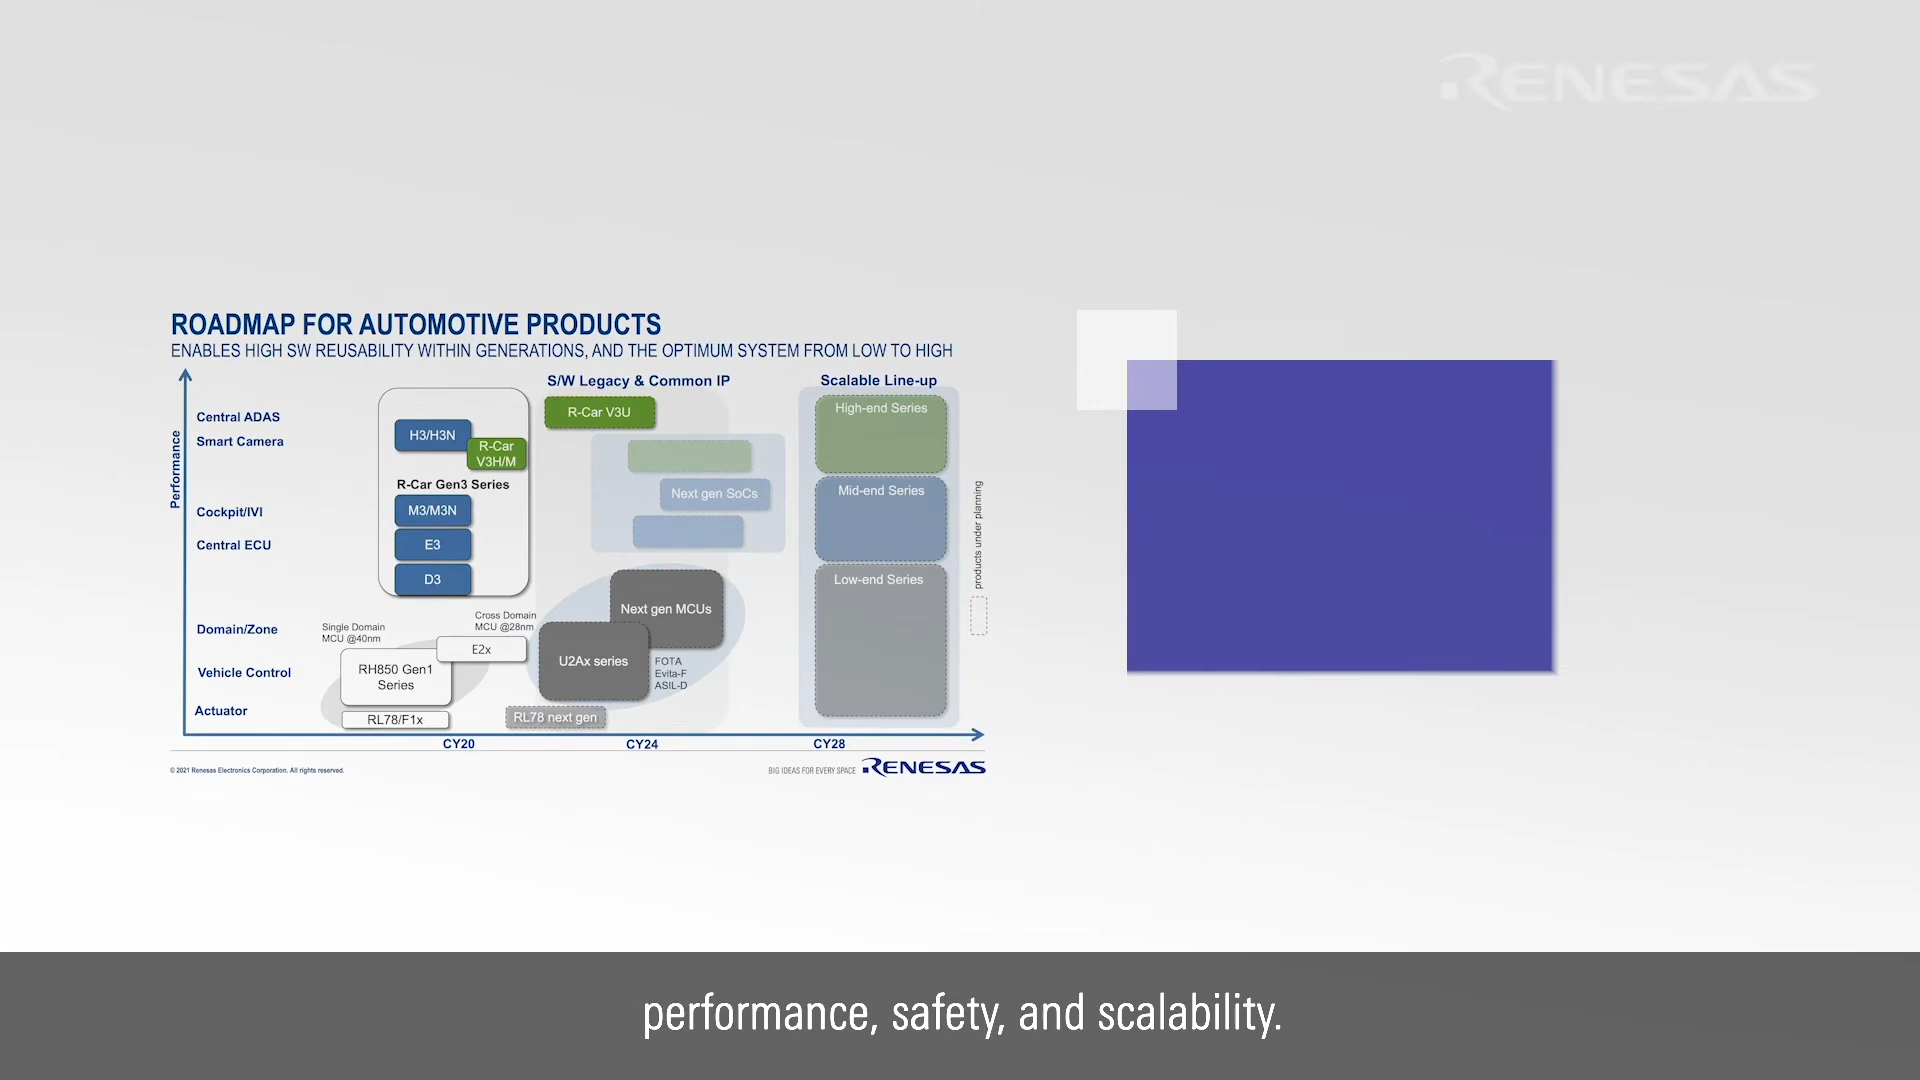 RENESAS
ROADMAP FOR AUTOMOTIVE PRODUCTS
ENABLES HIGH SW REUSABILITY WITHIN GENERATIONS, AND THE OPTIMUM SYSTEM FROM LOW TO HIGH
Performance
Central ADAS
Smart Camera
Cockpit/IVI
Central ECU
Domain/Zone
Vehicle Control
Actuator
H3/H3N
R-Car
V3H/M
R-Car Gen3 Series
M3/M3N
E3
D3
Single Domain
MCU @40nm
Cross Domain
MCU @28nm
E2x
RH850 Gen1
Series
RL78/F1x
S/W Legacy & Common IP
R-Car V3U
Next gen SoCs
Next gen MCUs
U2Ax series
FOTA
Evita-F
ASIL-D
RL78 next gen
Scalable Line-up
High-end Series
Mid-end Series
Low-end Series
products under planning
CY20
CY24
CY28
© 2021 Renesas Electronics Corporation. All rights reserved.
BIG IDEAS FOR EVERY SPACE
RENESAS
performance, safety, and scalability.